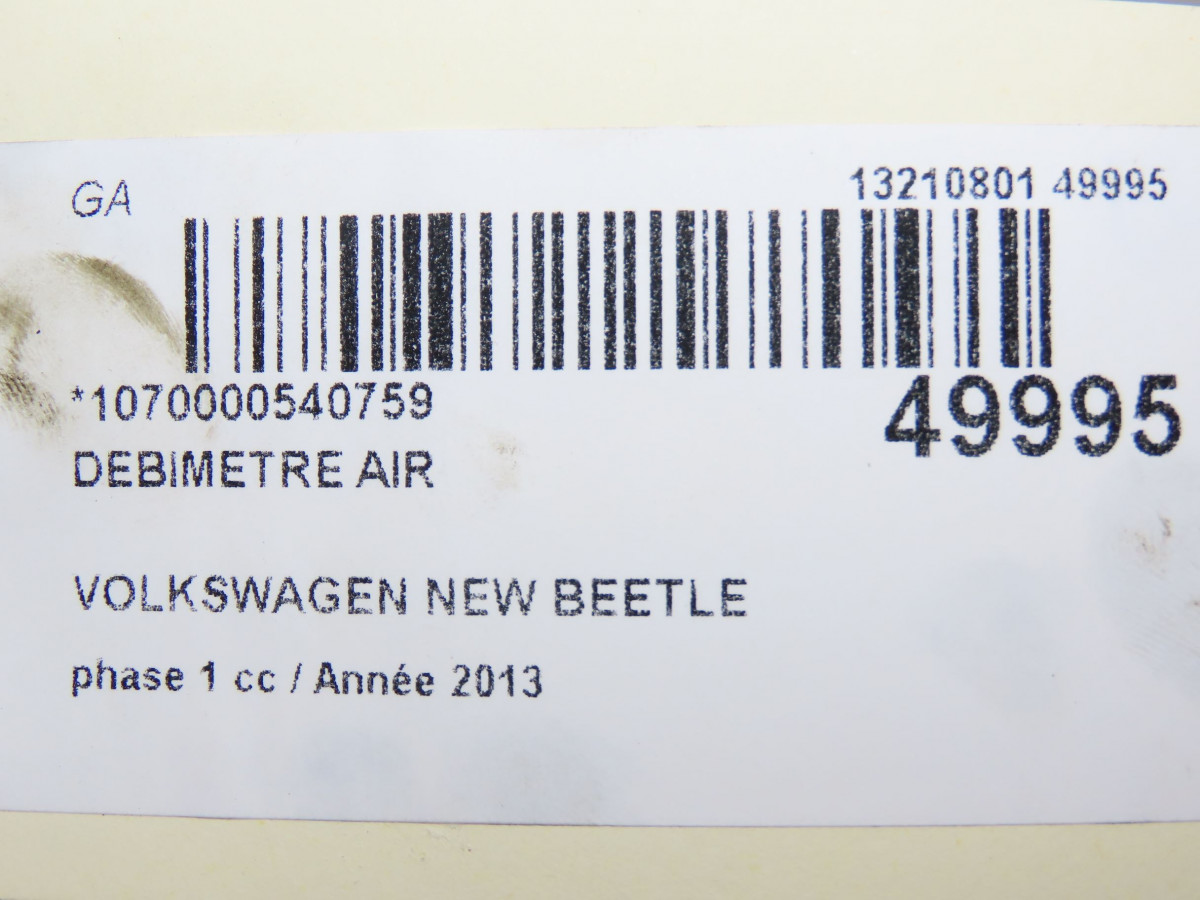 GA
13210801 49995
*1070000540759
49995
DEBIMETRE AIR
VOLKSWAGEN NEW BEETLE
phase 1 cc / Année 2013